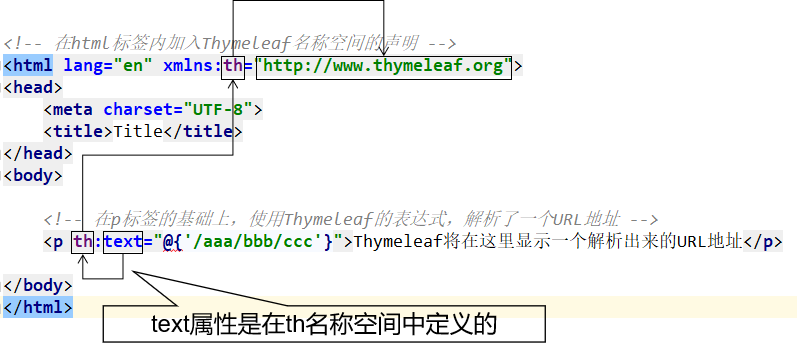 <!-- 在html标签内加入Thymeleaf名称空间的声明 -->
<html lang="en" xmlns:th="http://www.thymeleaf.org">
<head>
<meta charset="UTF-8">
<title>Title</title>
</head>
<body>
<!-- 在p标签的基础上，使用Thymeleaf的表达式，解析了一个URL地址 -->
<p th:text="@{'/aaa/bbb/ccc'}">Thymeleaf将在这里显示一个解析出来的URL地址</p>
</body>
</html>
text属性是在th名称空间中定义的